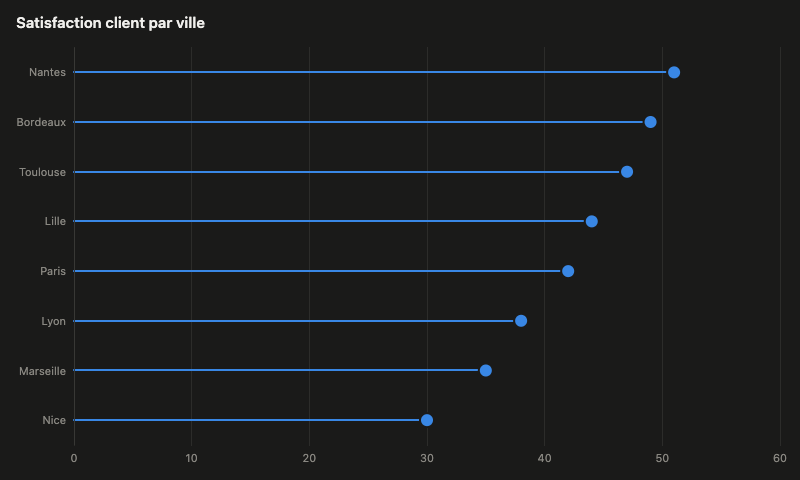 Satisfaction client par ville
Nantes
Bordeaux
Toulouse
Lille
Paris
Lyon
Marseille
Nice
0 10 20 30 40 50 60